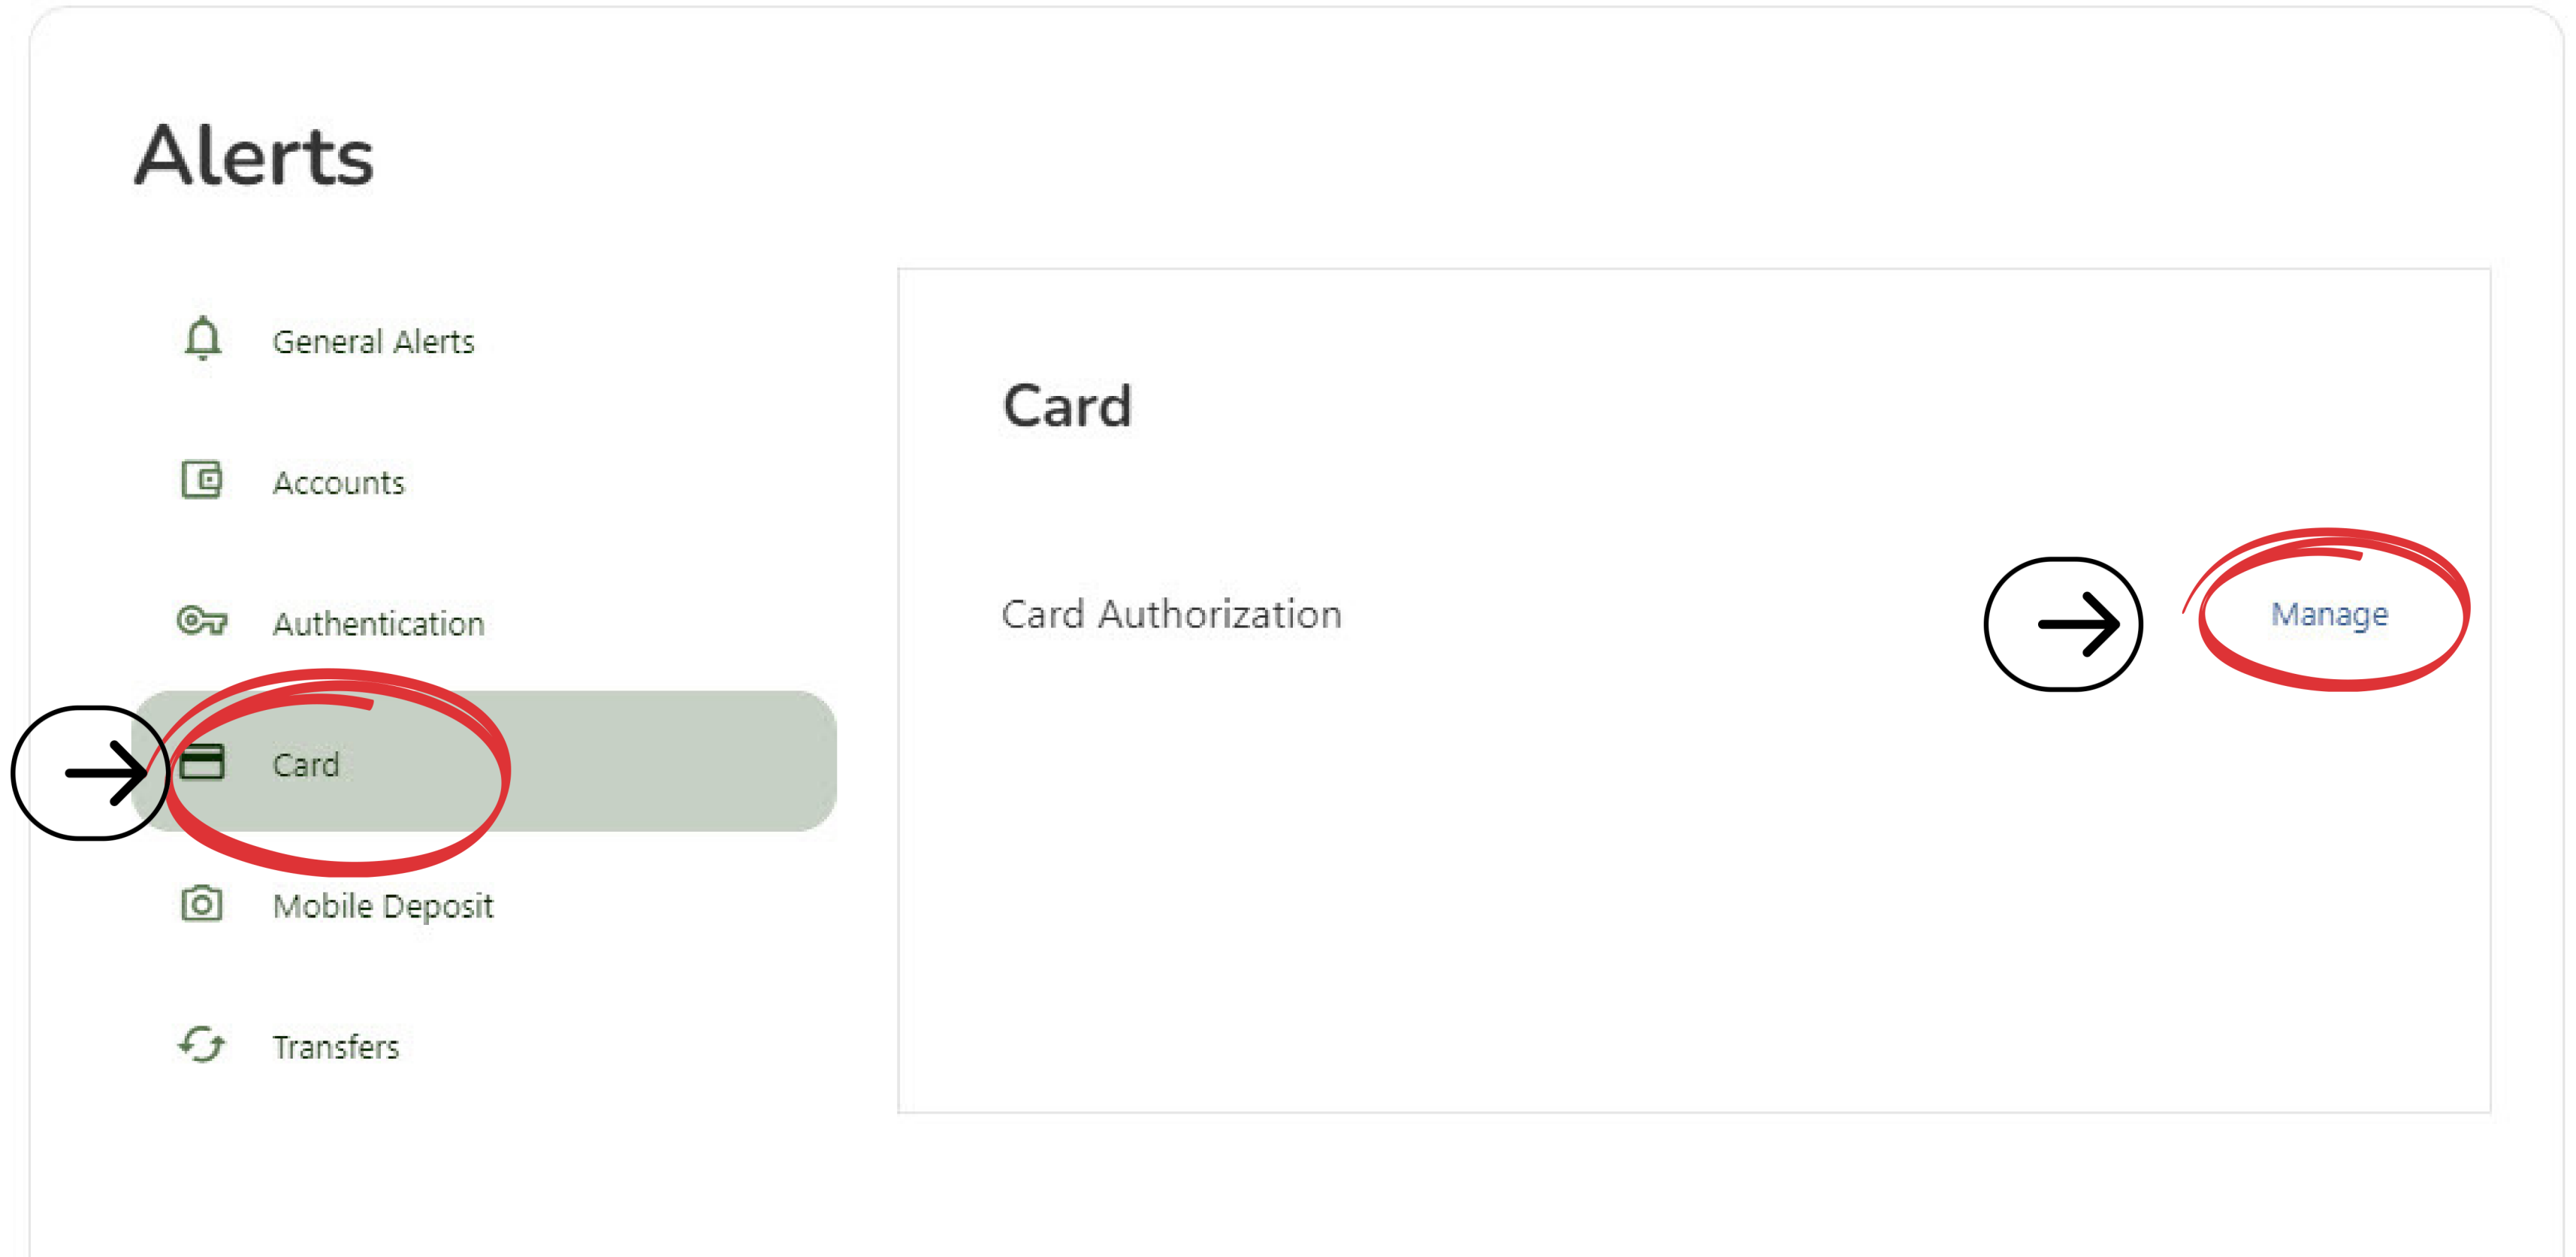 Alerts
General Alerts
Accounts
Authentication
Card
Mobile Deposit
Transfers
Card
Card Authorization
Manage